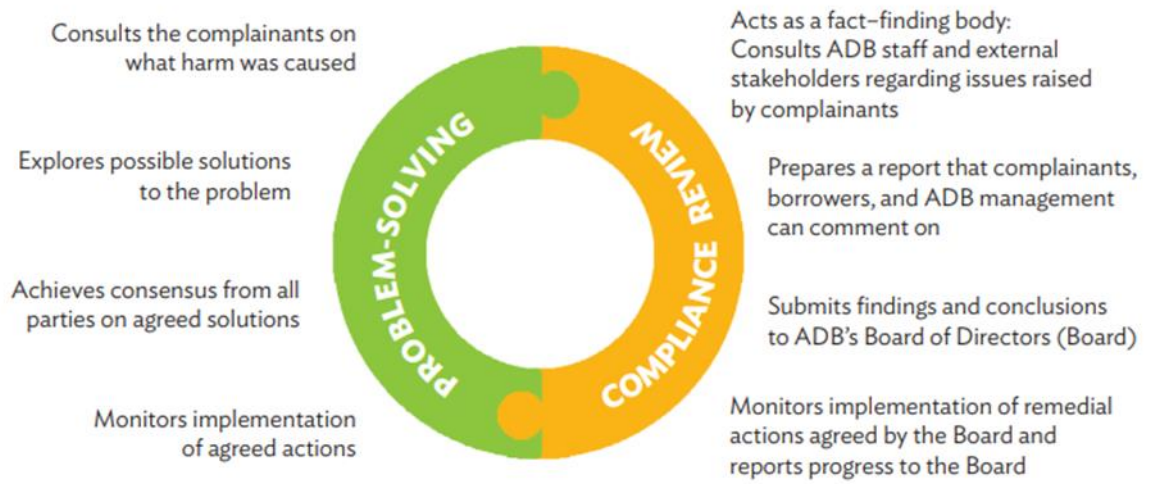 Consults the complainants on
what harm was caused
Explores possible solutions
to the problem
Achieves consensus from all
parties on agreed solutions
Monitors implementation
of agreed actions
PROBLEM-SOLVING
COMPLIANCE REVIEW
Acts as a fact–finding body:
Consults ADB staff and external
stakeholders regarding issues raised
by complainants
Prepares a report that complainants,
borrowers, and ADB management
can comment on
Submits findings and conclusions
to ADB's Board of Directors (Board)
Monitors implementation of remedial
actions agreed by the Board and
reports progress to the Board